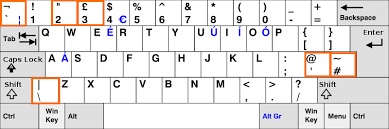 ¬ ! " £ $ % ^ & * ( ) _ + Backspace
` ¦ 1 2 3 4 € 5 6 7 8 9 0 - =
Tab Q W E É R T Y U Ú I Í O Ó P { } Enter
[ ]
Caps Lock A Á S D F G H J K L : @ ~
; ' #
Shift | Z X C V B N M < > ? Shift
\ , . /
Ctrl Win Key Alt Alt Gr Win Key Menu Ctrl